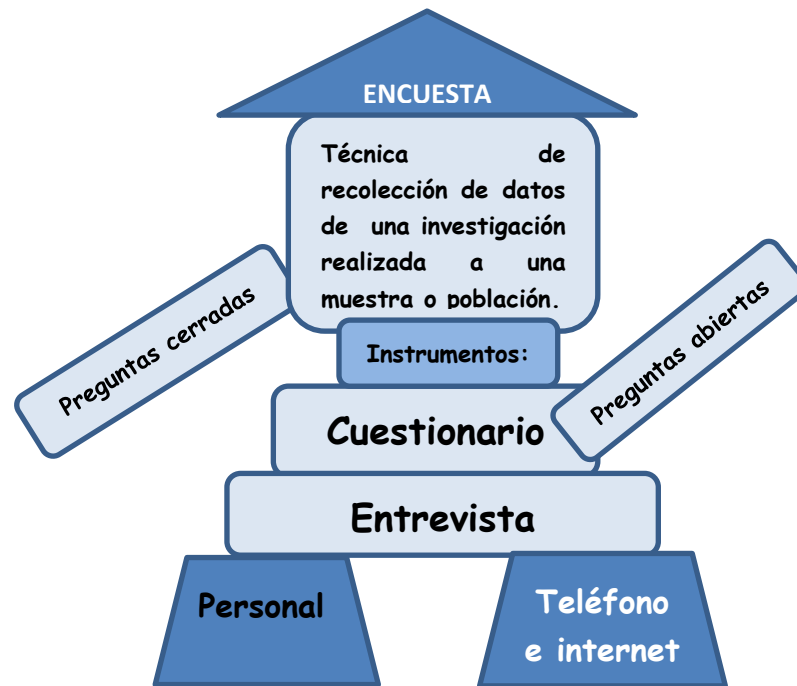 ENCUESTA
Técnica de
recolección de datos
de una investigación
realizada a una
muestra o población.
Preguntas cerradas
Preguntas abiertas
Instrumentos:
Cuestionario
Entrevista
Personal
Teléfono
e internet